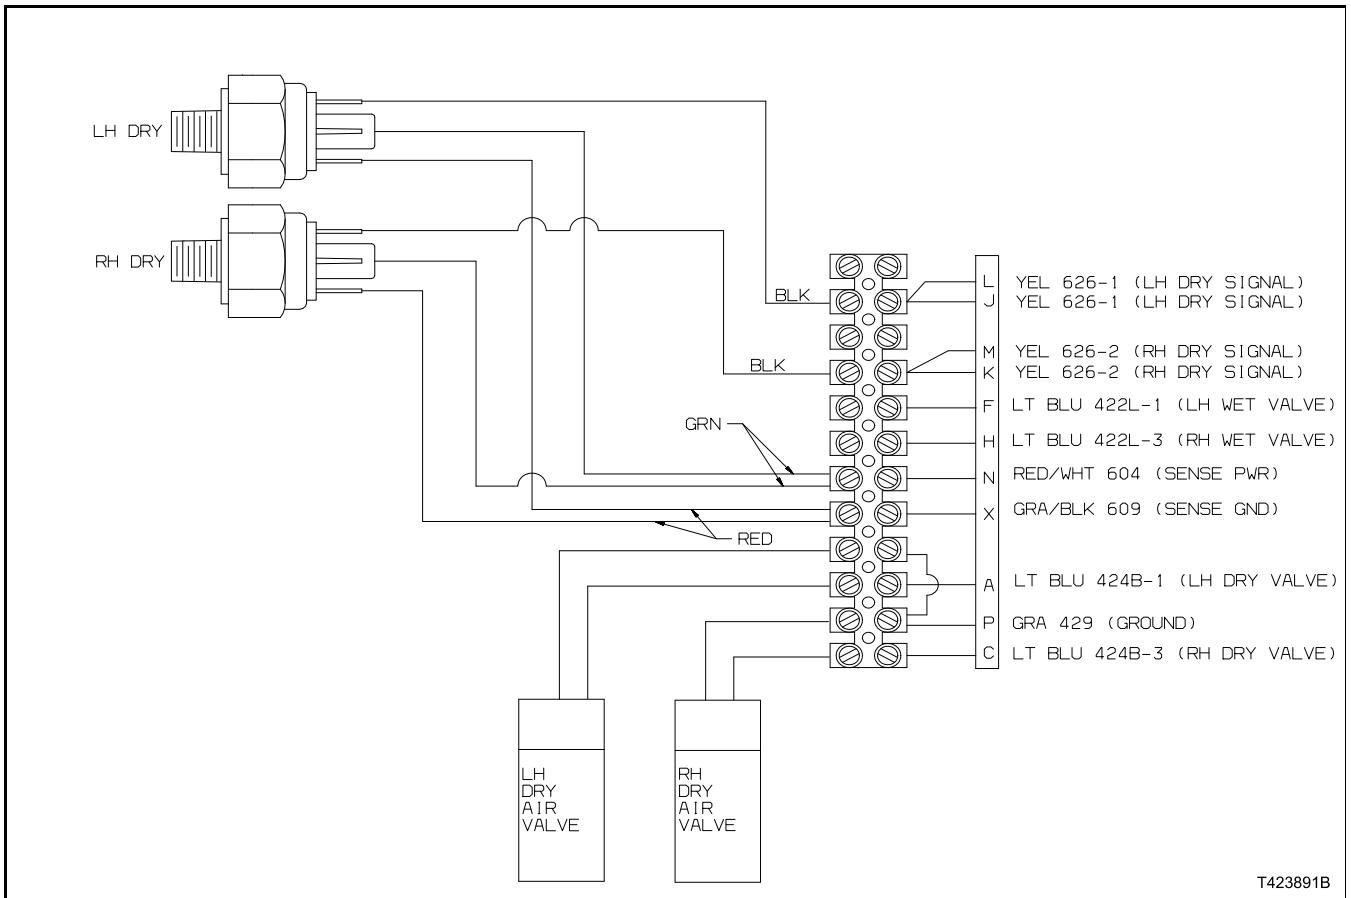 LH DRY
RH DRY
BLK
BLK
GRN
RED
L YEL 626-1 (LH DRY SIGNAL)
J YEL 626-1 (LH DRY SIGNAL)
M YEL 626-2 (RH DRY SIGNAL)
K YEL 626-2 (RH DRY SIGNAL)
F LT BLU 422L-1 (LH WET VALVE)
H LT BLU 422L-3 (RH WET VALVE)
N RED/WHT 604 (SENSE PWR)
X GRA/BLK 609 (SENSE GND)
A LT BLU 424B-1 (LH DRY VALVE)
P GRA 429 (GROUND)
C LT BLU 424B-3 (RH DRY VALVE)
LH
DRY
AIR
VALVE
RH
DRY
AIR
VALVE
T423891B